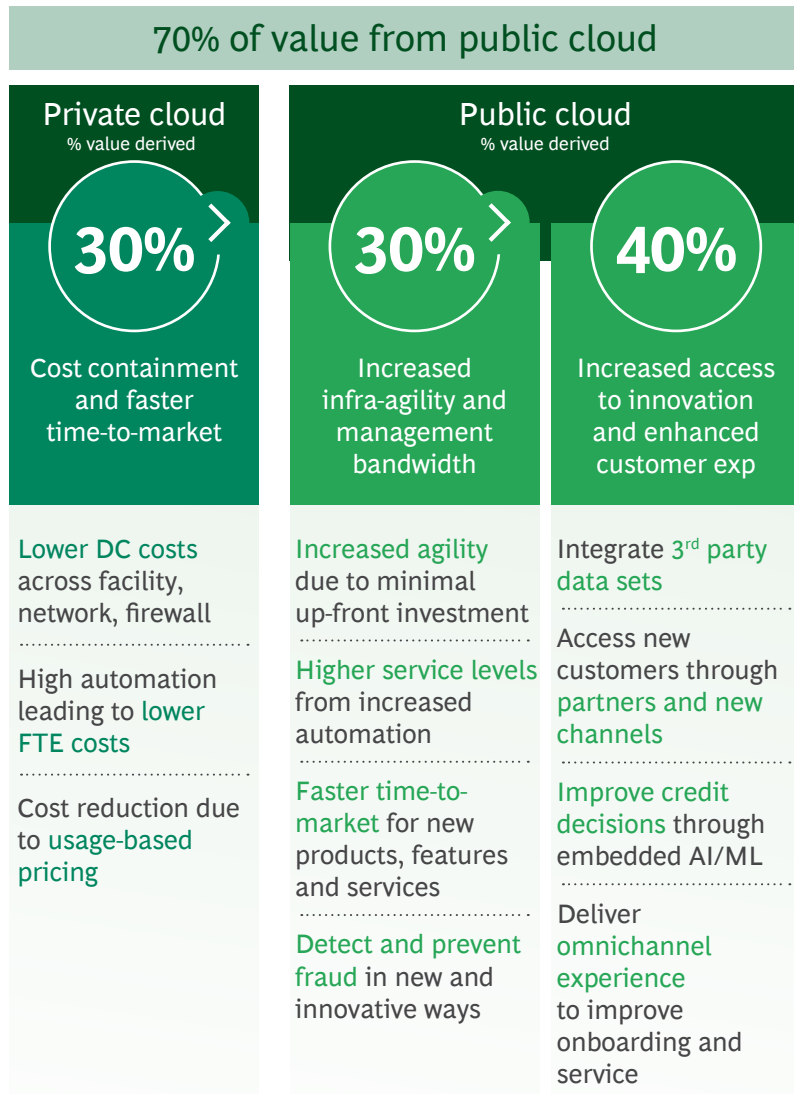 70% of value from public cloud
Private cloud
% value derived
30%
Cost containment
and faster
time-to-market
Lower DC costs
across facility,
network, firewall
High automation
leading to lower
FTE costs
Cost reduction due
to usage-based
pricing
Public cloud
% value derived
30%
Increased
infra-agility and
management
bandwidth
Increased agility
due to minimal
up-front investment
Higher service levels
from increased
automation
Faster time-to-
market for new
products, features
and services
Detect and prevent
fraud in new and
innovative ways
40%
Increased access
to innovation
and enhanced
customer exp
Integrate 3rd party
data sets
Access new
customers through
partners and new
channels
Improve credit
decisions through
embedded AI/ML
Deliver
omnichannel
experience
to improve
onboarding and
service